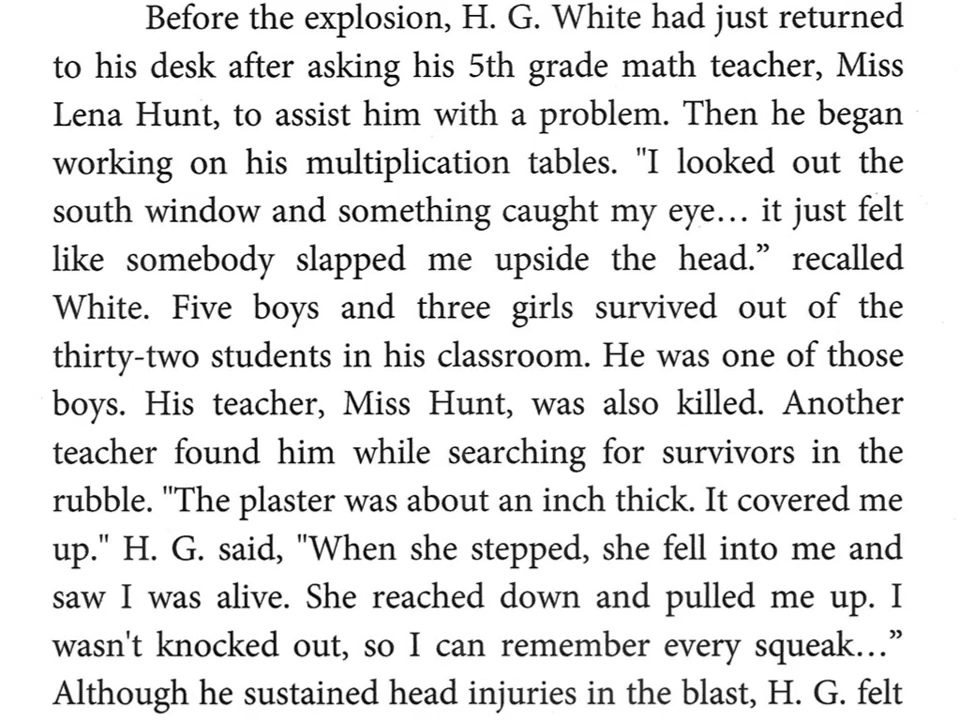 Before the explosion, H. G. White had just returned
to his desk after asking his 5th grade math teacher, Miss
Lena Hunt, to assist him with a problem. Then he began
working on his multiplication tables. "I looked out the
south window and something caught my eye… it just felt
like somebody slapped me upside the head.” recalled
White. Five boys and three girls survived out of the
thirty-two students in his classroom. He was one of those
boys. His teacher, Miss Hunt, was also killed. Another
teacher found him while searching for survivors in the
rubble. "The plaster was about an inch thick. It covered me
up." H. G. said, "When she stepped, she fell into me and
saw I was alive. She reached down and pulled me up. I
wasn't knocked out, so I can remember every squeak…”
Although he sustained head injuries in the blast, H. G. felt